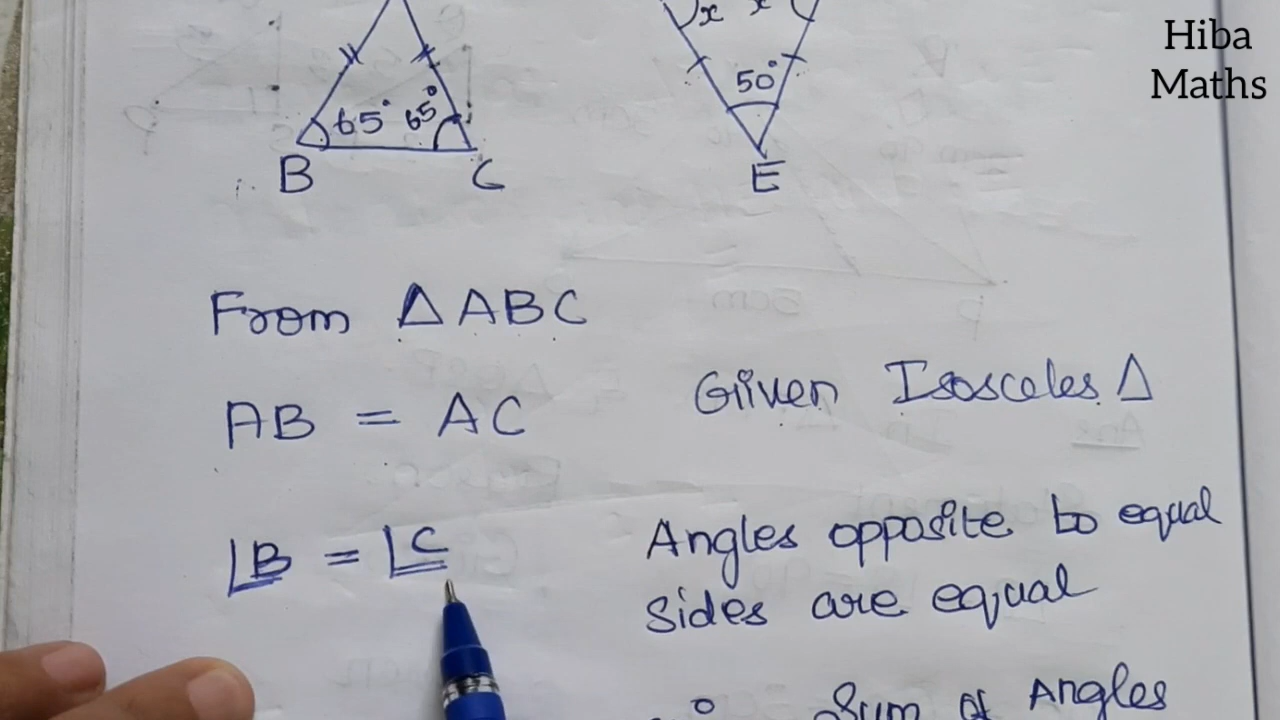 Hiba
Maths
x x
50°
65° 65°
B C
E
From △ABC
AB = AC Given Isosceles △
∠B = ∠C Angles opposite to equal
sides are equal
° Sum of Angles